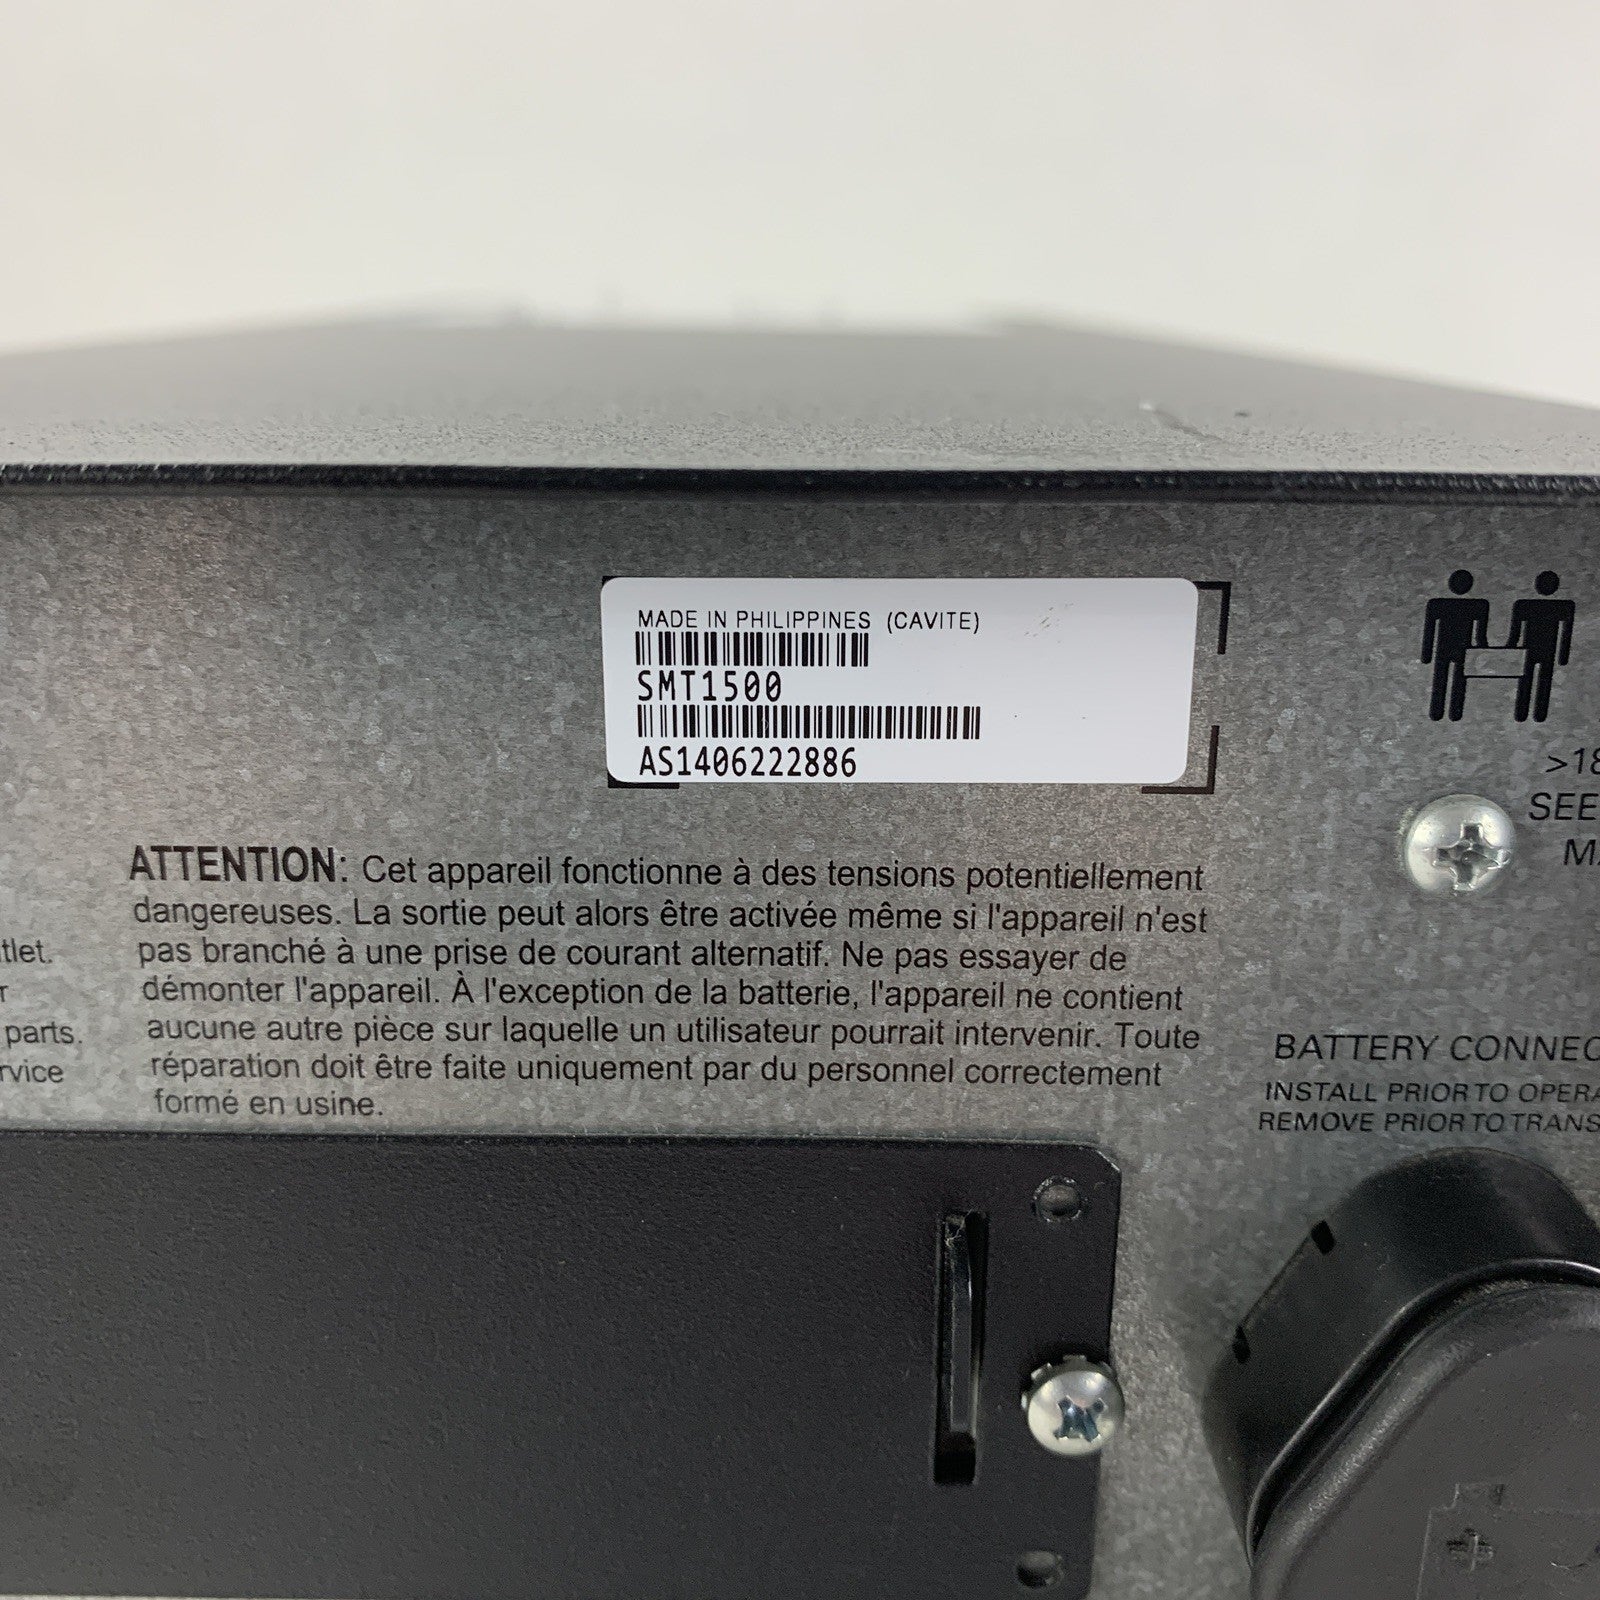 MADE IN PHILIPPINES (CAVITE)
SMT1500
AS1406222886
>18
SEE
ATTENTION: Cet appareil fonctionne à des tensions potentiellement
dangereuses. La sortie peut alors être activée même si l'appareil n'est
pas branché à une prise de courant alternatif. Ne pas essayer de
démonter l'appareil. À l'exception de la batterie, l'appareil ne contient
aucune autre pièce sur laquelle un utilisateur pourrait intervenir. Toute
réparation doit être faite uniquement par du personnel correctement
formé en usine.
tlet.
r
parts.
rvice
BATTERY CONNEC
INSTALL PRIOR TO OPERA
REMOVE PRIOR TO TRANS